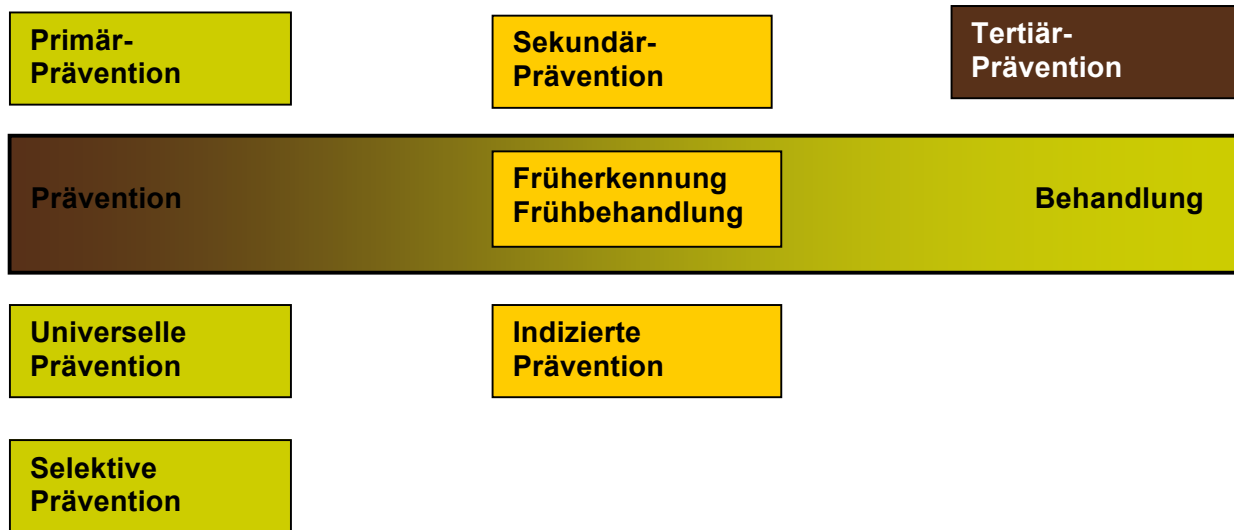 Primär-
Prävention
Sekundär-
Prävention
Tertiär-
Prävention
Prävention
Früherkennung
Frühbehandlung
Behandlung
Universelle
Prävention
Indizierte
Prävention
Selektive
Prävention